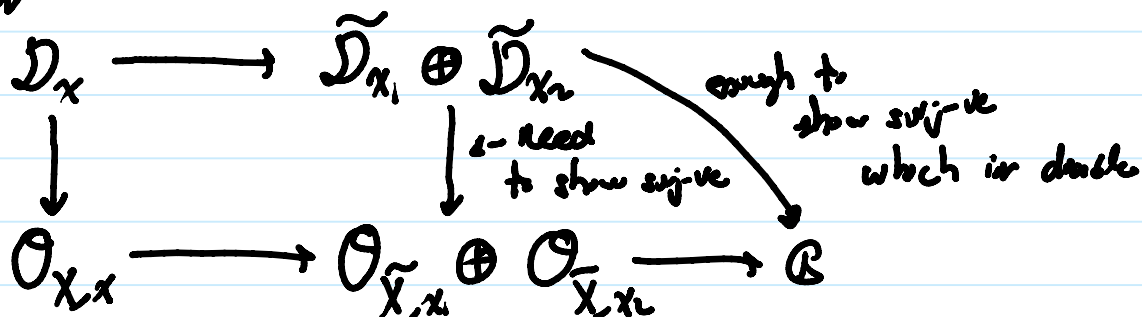 𝒟ₓ → 𝒟̃_{x₁} ⊕ 𝒟̃_{x₂}
enough to
show surj-ve
which is doable
← need
to show surj-ve
𝒪_{X,x} → 𝒪_{X̃,x₁} ⊕ 𝒪_{X̃,x₂} →